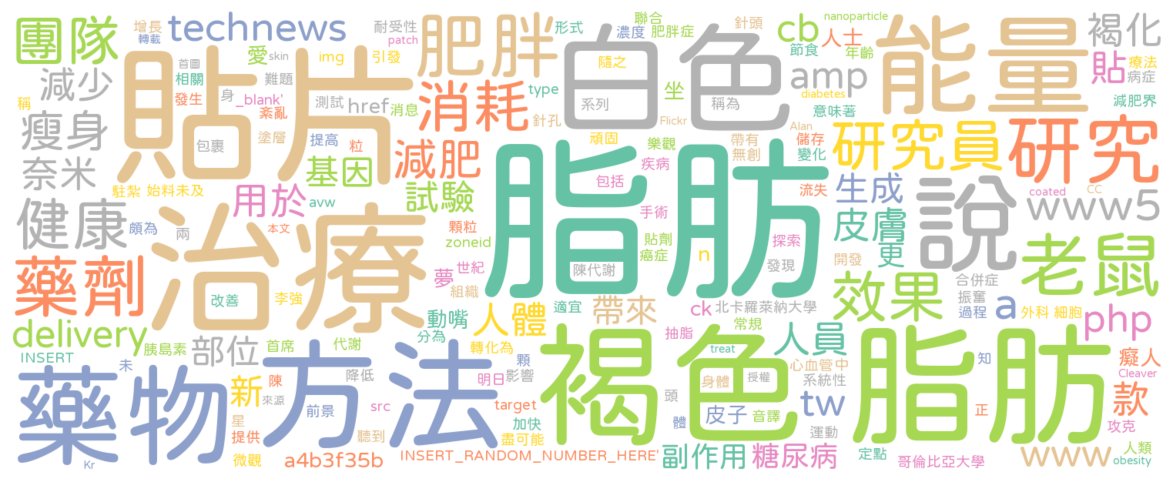 團隊 增長 轉載 technews 愛 img 耐受性 patch 引發 肥胖 形式 聯合 濃度 肥胖症 針頭 cb 人士 nanoparticle 節食 年齡 能量 褐化
減少 首圖 相關 發生 紊亂 skin 難題 _blank' 貼片 身 測試 href 消息 消耗 type 針孔 隨之 系列 白色 稱為 Flickr amp diabetes 意味著 貼 療法 病症 減肥界
瘦身 稱 包裹 塗層 提高 粒 基因 減肥 頑固 樂觀 坐 帶有 無創 Alan 儲存 變化 研究員 研究
奈米 駐紮 始料未及 avw 試驗 脂肪 疾病 包括 流失 生成 coated CC
健康 頗為 兩 用於 本文 治療 顆粒 zoneid 手術 貼劑 癌症 n 探索 皮膚 更 說 www5
藥劑 改善 李強 夢 世紀 組織 陳代謝 發現 開發 合併症 振奮 過程 老鼠
delivery 動嘴 分為 人體 適宜 帶來 ck 北卡羅萊納大學 效果 a 外科 細胞 php
INSERT 胰島素 部位 首席 代謝 轉化為 抽脂 常規 人員
藥物 未 新 陳 來源 降低 方法 顆 影響 明日 褐色 treat 心血管中 系統性 脂肪 知 癡人 Cleaver
星 前景 src target 頭 身體 授權 tw 正 款
提供 聽到 加快 體 皮子 音譯 攻克
Kr 微觀 a4b3f35b 盡可能 INSERT_RANDOM_NUMBER_HERE' 副作用 糖尿病 運動 定點 哥倫比亞大學 www 人類 obesity